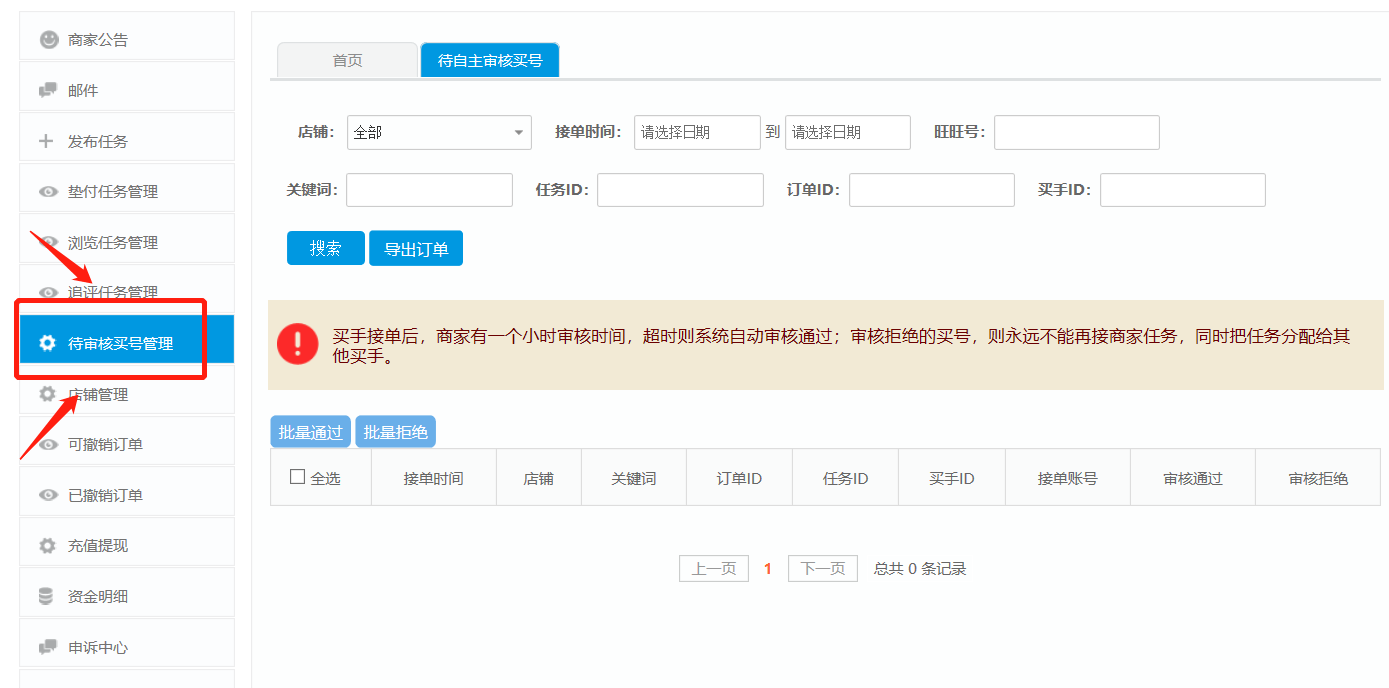 商家公告
邮件
发布任务
垫付任务管理
浏览任务管理
追评任务管理
待审核买号管理
店铺管理
可撤销订单
已撤销订单
充值提现
资金明细
申诉中心
首页 待自主审核买号
店铺： 全部 接单时间： 请选择日期 到 请选择日期 旺旺号：
关键词： 任务ID： 订单ID： 买手ID：
搜索 导出订单
买手接单后，商家有一个小时审核时间，超时则系统自动审核通过；审核拒绝的买号，则永远不能再接商家任务，同时把任务分配给其
他买手。
批量通过 批量拒绝
全选 接单时间 店铺 关键词 订单ID 任务ID 买手ID 接单账号 审核通过 审核拒绝
上一页 1 下一页 总共 0 条记录